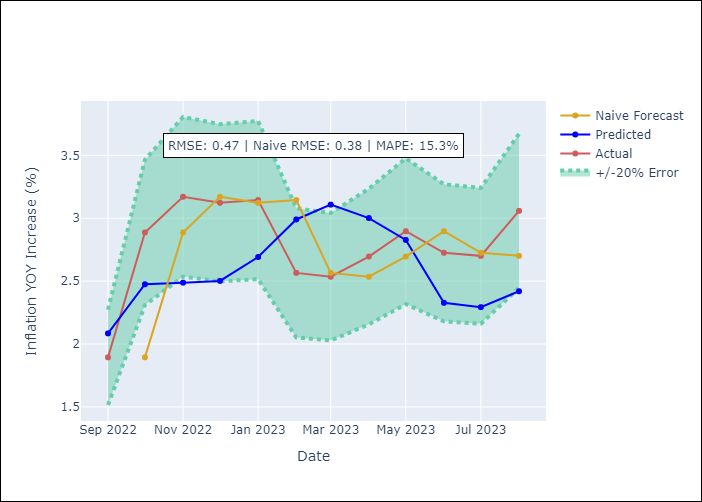 RMSE: 0.47 | Naive RMSE: 0.38 | MAPE: 15.3%
Naive Forecast
Predicted
Actual
+/-20% Error
Inflation YOY Increase (%)
3.5
3
2.5
2
1.5
Sep 2022
Nov 2022
Jan 2023
Mar 2023
May 2023
Jul 2023
Date